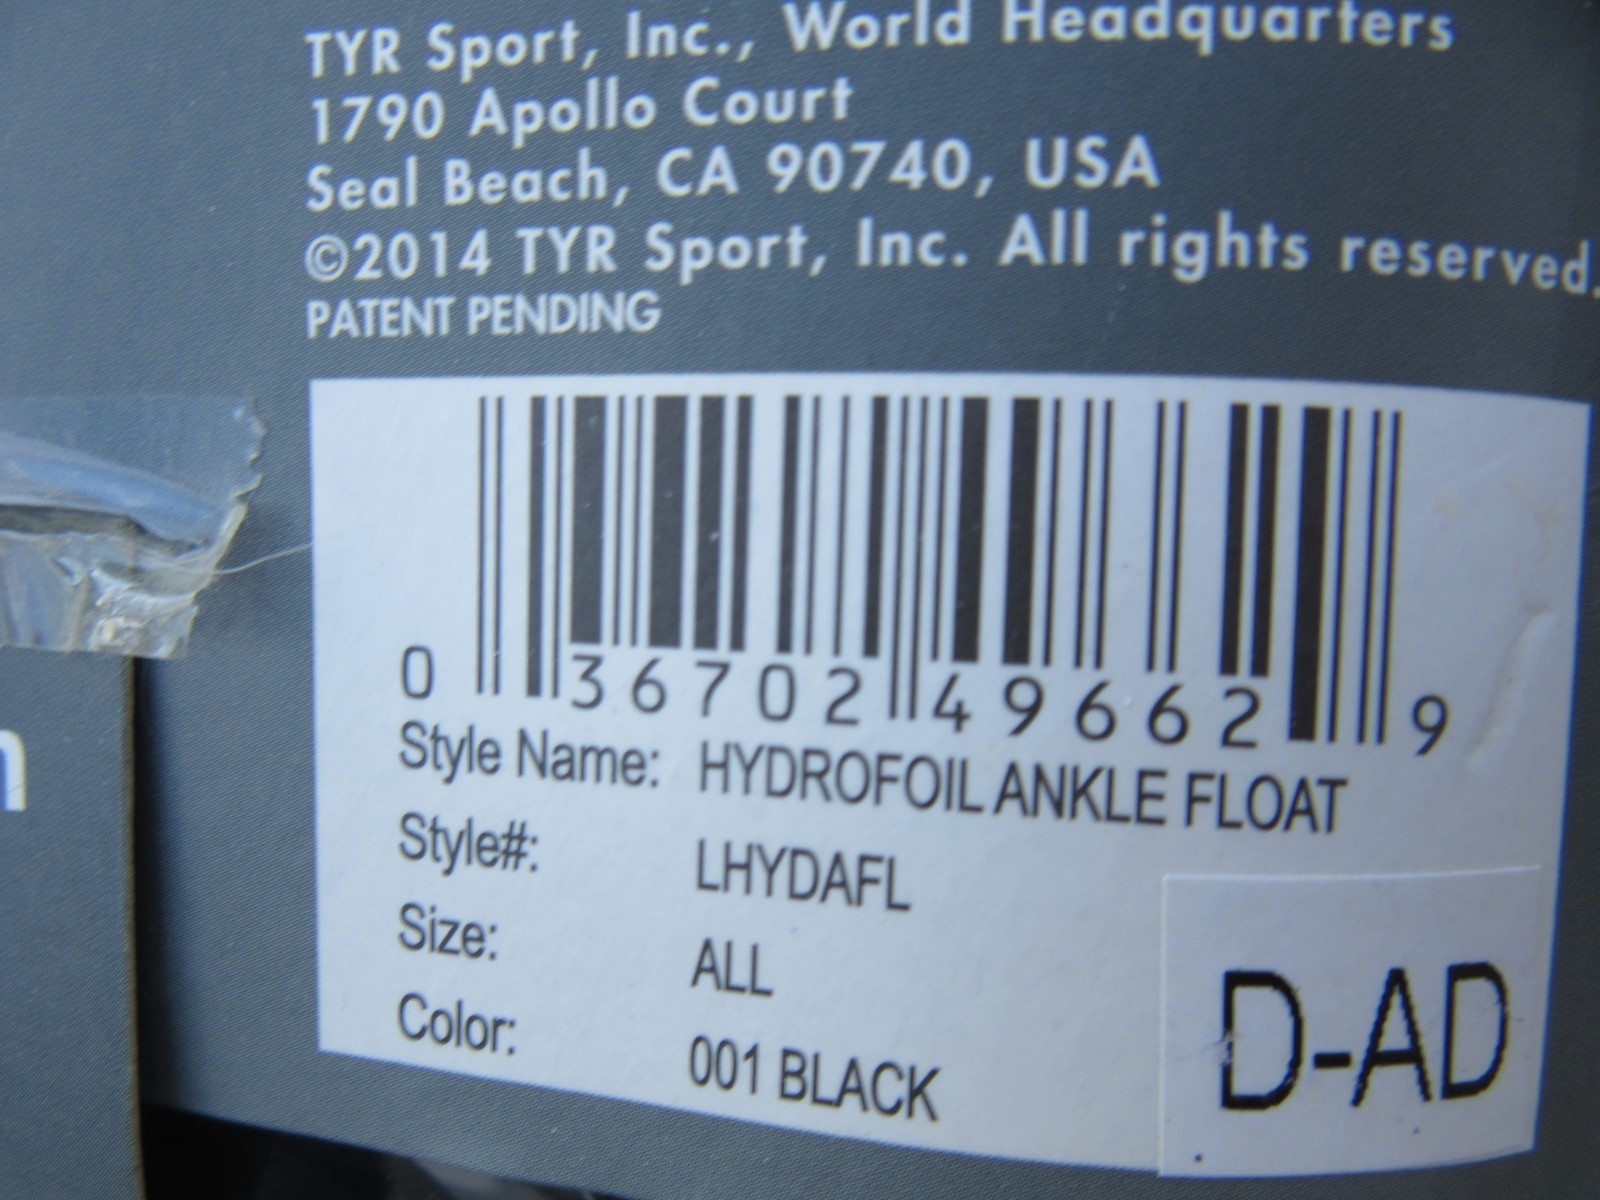 TYR Sport, Inc., World Headquarters
1790 Apollo Court
Seal Beach, CA 90740, USA
©2014 TYR Sport, Inc. All rights reserved.
PATENT PENDING
0 36702 49662 9
Style Name: HYDROFOIL ANKLE FLOAT
Style#: LHYDAFL
Size: ALL
Color: 001 BLACK
D-AD